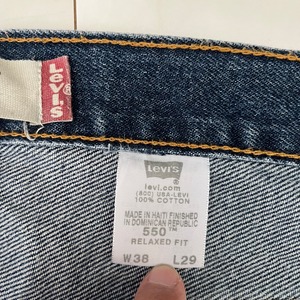 LEVI'S
Levi's
levi.com
(800) USA-LEVI
100% COTTON
MADE IN HAITI FINISHED
IN DOMINICAN REPUBLIC
550™
RELAXED FIT
W38 L29